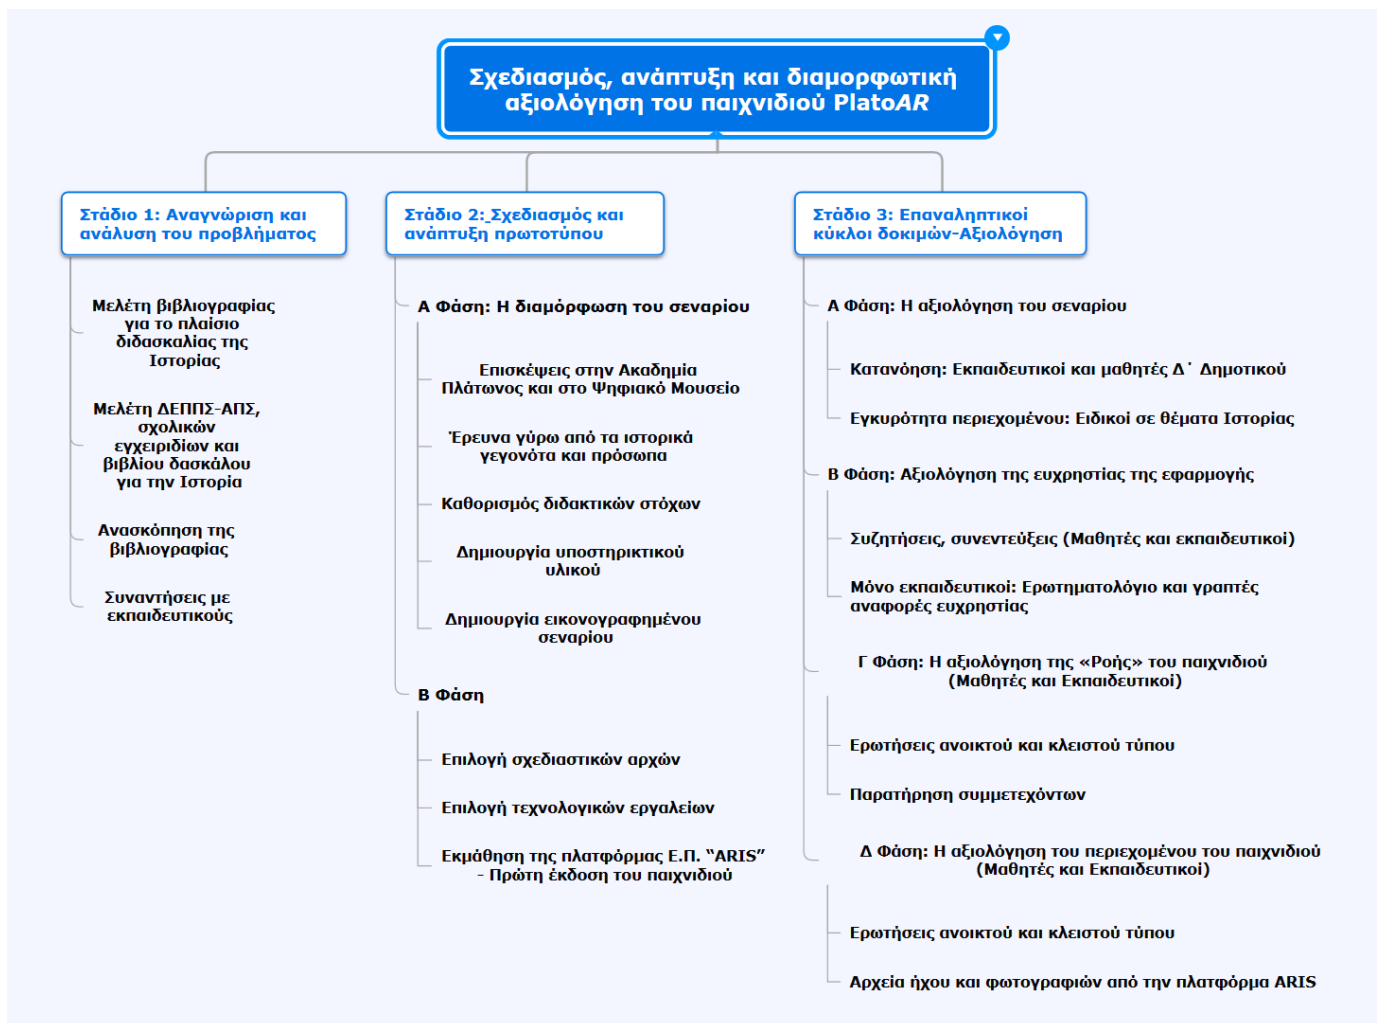 Σχεδιασμός, ανάπτυξη και διαμορφωτική
αξιολόγηση του παιχνιδιού PlatoAR
Στάδιο 1: Αναγνώριση και
ανάλυση του προβλήματος
Μελέτη βιβλιογραφίας
για το πλαίσιο
διδασκαλίας της
Ιστορίας
Μελέτη ΔΕΠΠΣ-ΑΠΣ,
σχολικών
εγχειριδίων και
βιβλίου δασκάλου
για την Ιστορία
Ανασκόπηση της
βιβλιογραφίας
Συναντήσεις με
εκπαιδευτικούς
Στάδιο 2: Σχεδιασμός και
ανάπτυξη πρωτοτύπου
Α Φάση: Η διαμόρφωση του σεναρίου
Επισκέψεις στην Ακαδημία
Πλάτωνος και στο Ψηφιακό Μουσείο
Έρευνα γύρω από τα ιστορικά
γεγονότα και πρόσωπα
Καθορισμός διδακτικών στόχων
Δημιουργία υποστηρικτικού
υλικού
Δημιουργία εικονογραφημένου
σεναρίου
Β Φάση
Επιλογή σχεδιαστικών αρχών
Επιλογή τεχνολογικών εργαλείων
Εκμάθηση της πλατφόρμας Ε.Π. “ARIS”
- Πρώτη έκδοση του παιχνιδιού
Στάδιο 3: Επαναληπτικοί
κύκλοι δοκιμών-Αξιολόγηση
Α Φάση: Η αξιολόγηση του σεναρίου
Κατανόηση: Εκπαιδευτικοί και μαθητές Δ΄ Δημοτικού
Εγκυρότητα περιεχομένου: Ειδικοί σε θέματα Ιστορίας
Β Φάση: Αξιολόγηση της ευχρηστίας της εφαρμογής
Συζητήσεις, συνεντεύξεις (Μαθητές και εκπαιδευτικοί)
Μόνο εκπαιδευτικοί: Ερωτηματολόγιο και γραπτές
αναφορές ευχρηστίας
Γ Φάση: Η αξιολόγηση της «Ροής» του παιχνιδιού
(Μαθητές και Εκπαιδευτικοί)
Ερωτήσεις ανοικτού και κλειστού τύπου
Παρατήρηση συμμετεχόντων
Δ Φάση: Η αξιολόγηση του περιεχομένου του παιχνιδιού
(Μαθητές και Εκπαιδευτικοί)
Ερωτήσεις ανοικτού και κλειστού τύπου
Αρχεία ήχου και φωτογραφιών από την πλατφόρμα ARIS